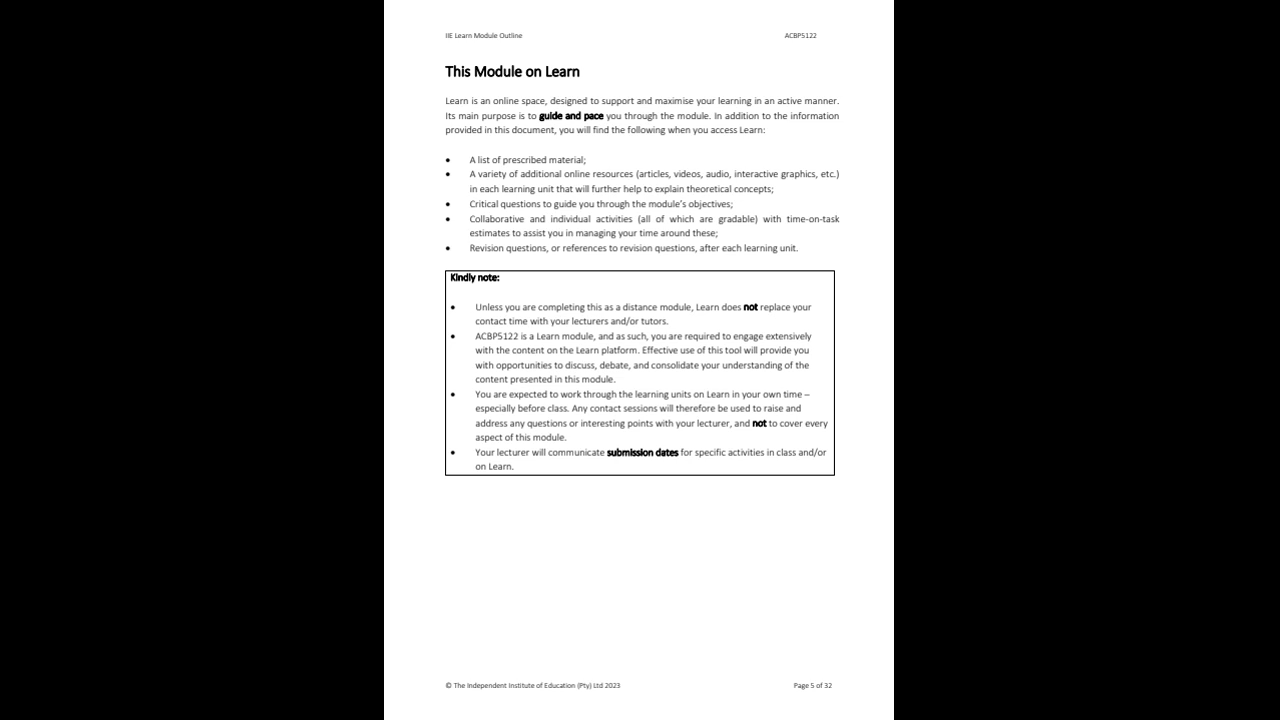 IIE Learn Module Outline ACBP5122
This Module on Learn
Learn is an online space, designed to support and maximise your learning in an active manner.
Its main purpose is to guide and pace you through the module. In addition to the information
provided in this document, you will find the following when you access Learn:
• A list of prescribed material;
• A variety of additional online resources (articles, videos, audio, interactive graphics, etc.)
in each learning unit that will further help to explain theoretical concepts;
• Critical questions to guide you through the module’s objectives;
• Collaborative and individual activities (all of which are gradable) with time-on-task
estimates to assist you in managing your time around these;
• Revision questions, or references to revision questions, after each learning unit.
Kindly note:
• Unless you are completing this as a distance module, Learn does not replace your
contact time with your lecturers and/or tutors.
• ACBP5122 is a Learn module, and as such, you are required to engage extensively
with the content on the Learn platform. Effective use of this tool will provide you
with opportunities to discuss, debate, and consolidate your understanding of the
content presented in this module.
• You are expected to work through the learning units on Learn in your own time –
especially before class. Any contact sessions will therefore be used to raise and
address any questions or interesting points with your lecturer, and not to cover every
aspect of this module.
• Your lecturer will communicate submission dates for specific activities in class and/or
on Learn.
© The Independent Institute of Education (Pty) Ltd 2023 Page 5 of 32